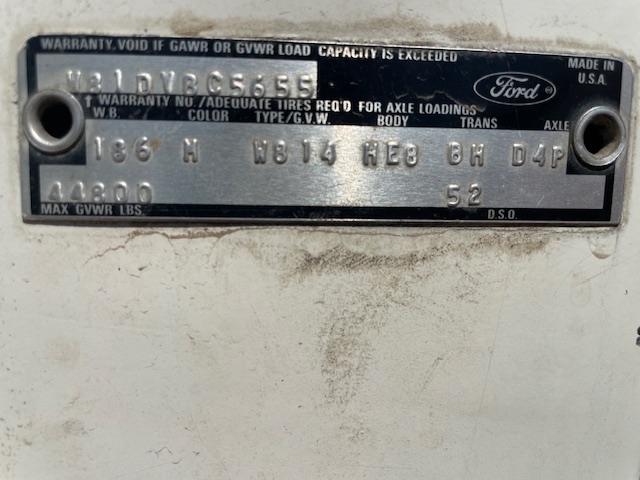 WARRANTY VOID IF GAWR OR GVWR LOAD CAPACITY IS EXCEEDED
MADE IN
U.S.A.
W81DVBC5655
Ford
↑ WARRANTY NO./ADEQUATE TIRES REQ'D FOR AXLE LOADINGS
W.B. COLOR TYPE/G.V.W. BODY TRANS AXLE
186 M W814 HE8 BH D4P
44800 52
MAX GVWR LBS. D.S.O.